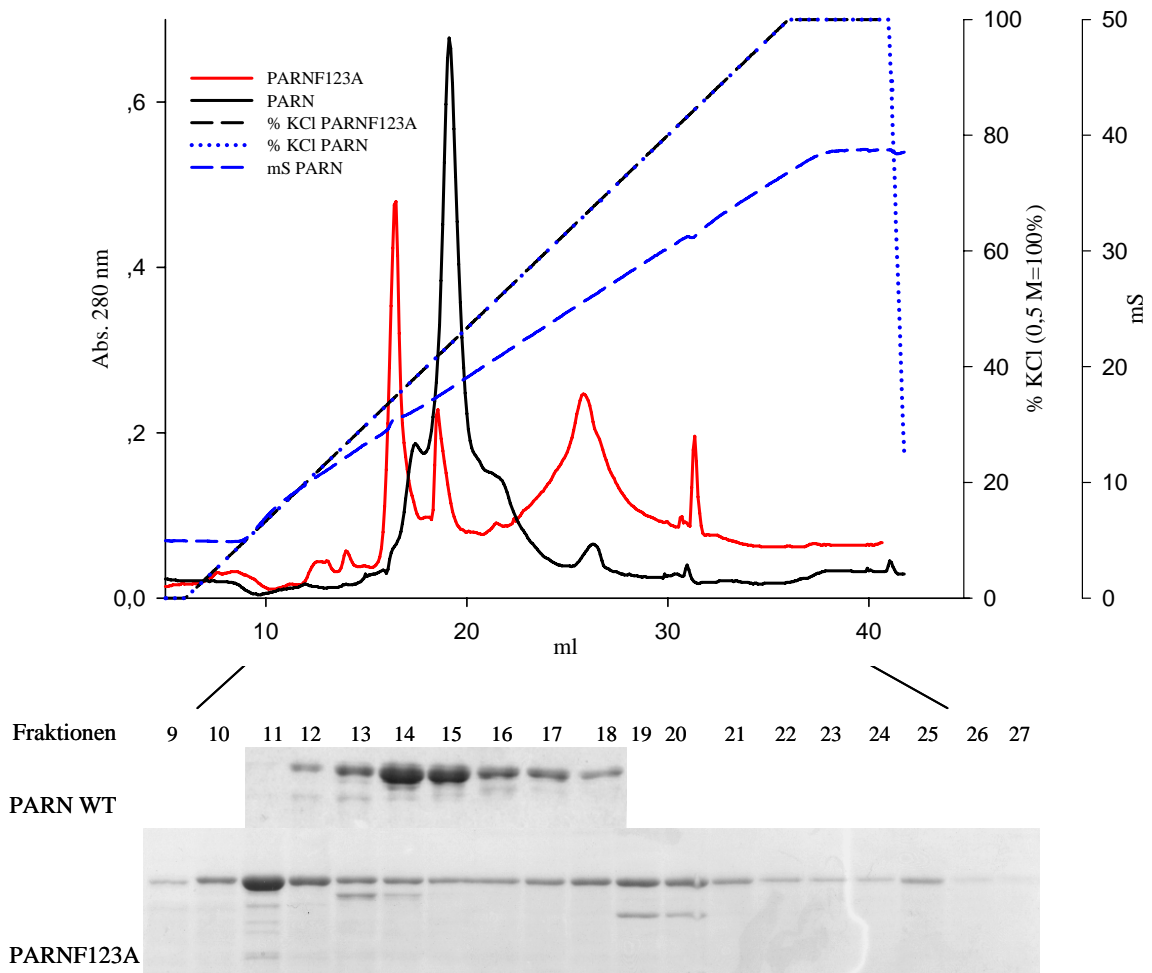 100
50
,6
PARNF123A
PARN
% KCl PARNF123A
% KCl PARN
mS PARN
80
40
,4
60
30
Abs. 280 nm
% KCl (0,5 M=100%)
mS
40
20
,2
20
10
0,0
0
0
10
20
30
40
ml
Fraktionen 9 10 11 12 13 14 15 16 17 18 19 20 21 22 23 24 25 26 27
PARN WT
PARNF123A